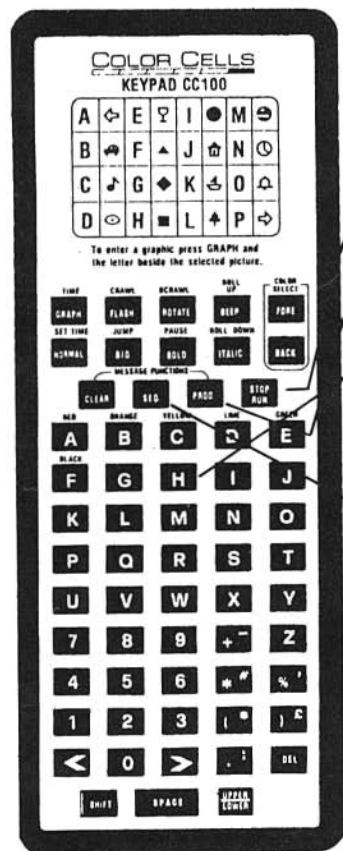 COLOR CELLS
KEYPAD CC100
A E I M
B F J N
C G K O
D H L P
To enter a graphic press GRAPH and
the letter beside the selected picture.
TIME CRAWL BCRAWL ROLL UP COLOR SELECT
GRAPH FLASH ROTATE BEEP FORE
SET TIME JUMP PAUSE ROLL DOWN
NORMAL BIG BOLD ITALIC BACK
MESSAGE FUNCTIONS
CLEAR SEQ PROG STOP RUN
RED ORANGE YELLOW LIME GREEN
A B C D E
BLACK
F G H I J
K L M N O
P Q R S T
U V W X Y
7 8 9 + - Z
4 5 6 * # % '
1 2 3 ( ) £
< 0 > . : DEL
SHIFT SPACE UPPER LOWER